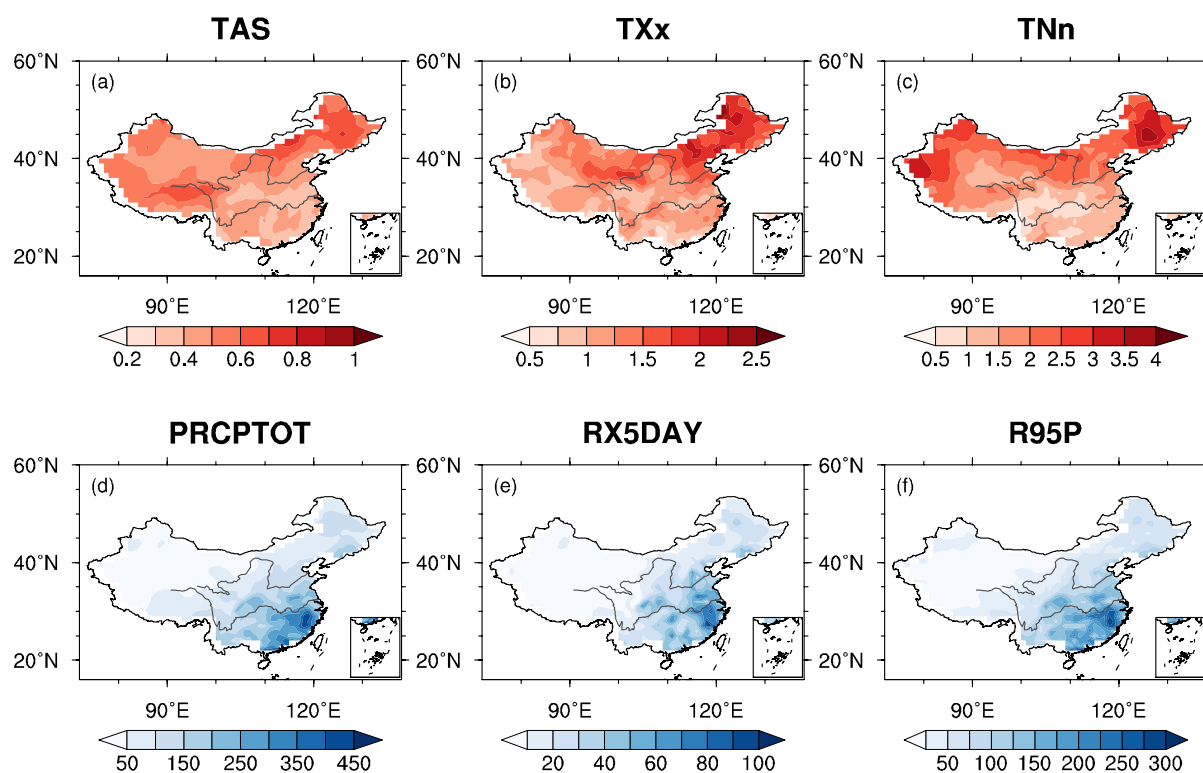 TAS TXx TNn
60°N 60°N 60°N
(a) (b) (c)
40°N 40°N 40°N
20°N 20°N 20°N
90°E 120°E 90°E 120°E 90°E 120°E
0.2 0.4 0.6 0.8 1 0.5 1 1.5 2 2.5 0.5 1 1.5 2 2.5 3 3.5 4
PRCPTOT RX5DAY R95P
60°N 60°N 60°N
(d) (e) (f)
40°N 40°N 40°N
20°N 20°N 20°N
90°E 120°E 90°E 120°E 90°E 120°E
50 150 250 350 450 20 40 60 80 100 50 100 150 200 250 300